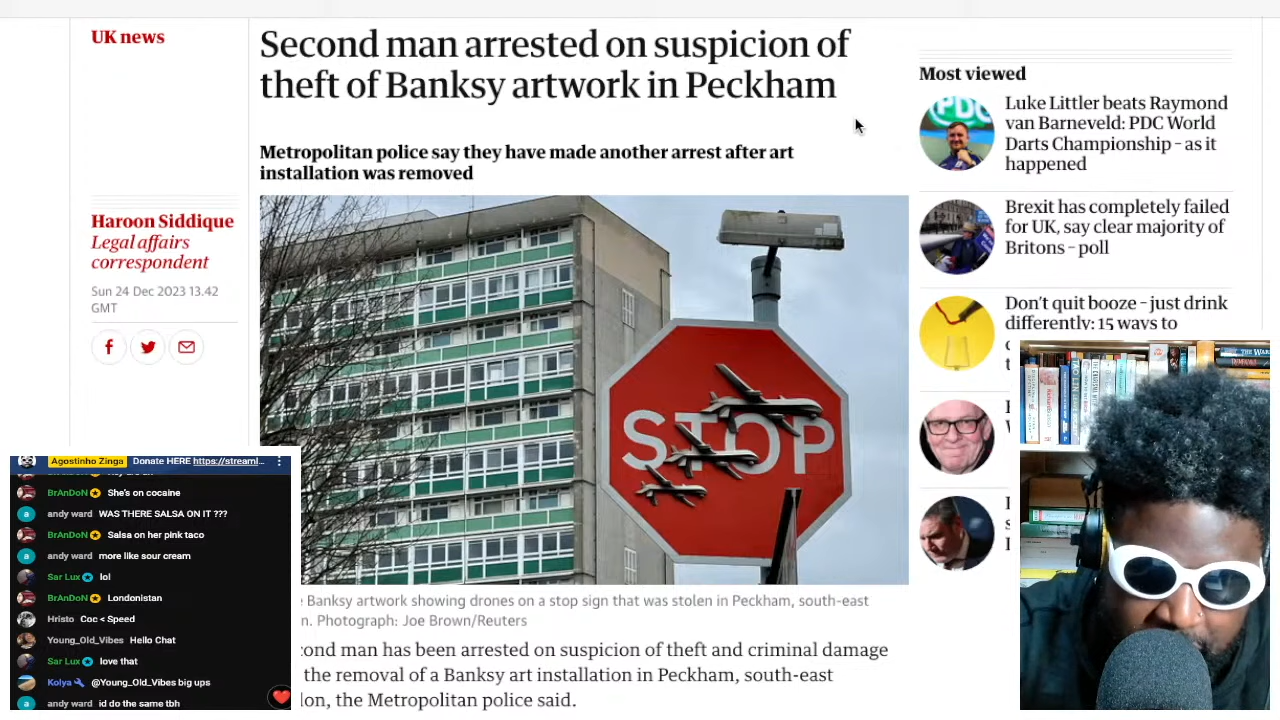 UK news
Second man arrested on suspicion of
theft of Banksy artwork in Peckham
Metropolitan police say they have made another arrest after art
installation was removed
Haroon Siddique
Legal affairs
correspondent
Sun 24 Dec 2023 13.42
GMT
STOP
Banksy artwork showing drones on a stop sign that was stolen in Peckham, south-east
n. Photograph: Joe Brown/Reuters
cond man has been arrested on suspicion of theft and criminal damage
the removal of a Banksy art installation in Peckham, south-east
lon, the Metropolitan police said.
Most viewed
PDC
Luke Littler beats Raymond
van Barneveld: PDC World
Darts Championship – as it
happened
Brexit has completely failed
for UK, say clear majority of
Britons – poll
Don't quit booze – just drink
differently: 15 ways to
Agostinho Zinga Donate HERE https://streaml...
BrAnDoN She's on cocaine
andy ward WAS THERE SALSA ON IT ???
BrAnDoN Salsa on her pink taco
andy ward more like sour cream
Sar Lux lol
BrAnDoN Londonistan
Hristo Coc < Speed
Young_Old_Vibes Hello Chat
Sar Lux love that
Kolya @Young_Old_Vibes big ups
andy ward id do the same tbh